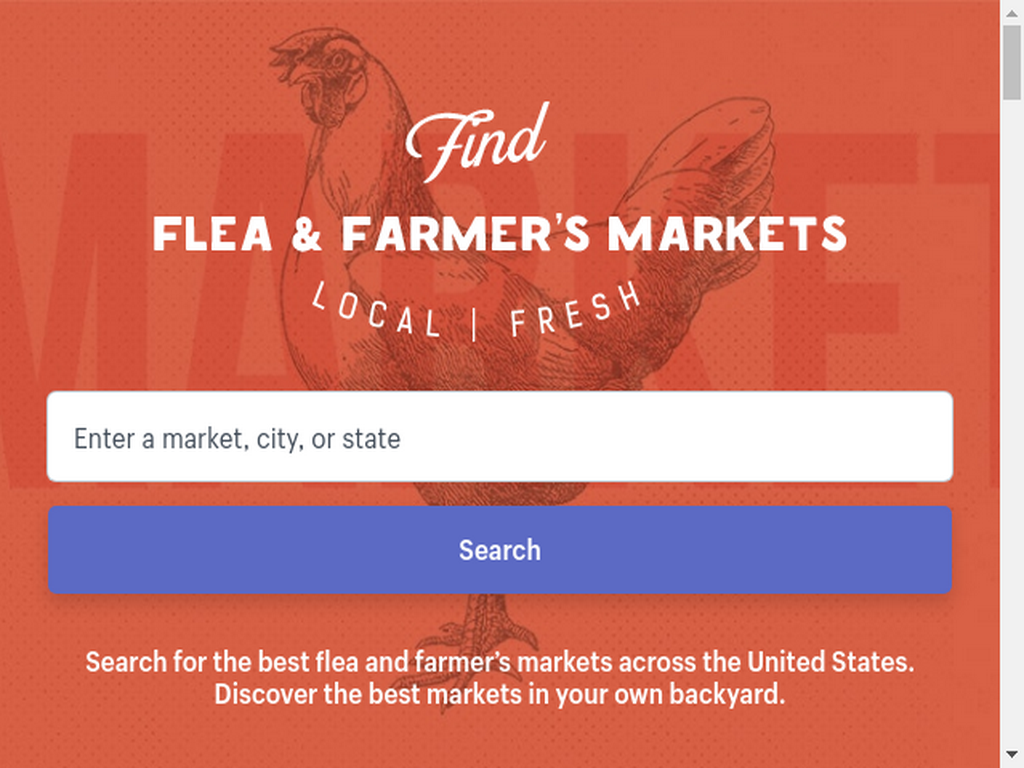 Find
FLEA & FARMER'S MARKETS
LOCAL | FRESH
MARKET
Enter a market, city, or state
Search
Search for the best flea and farmer's markets across the United States.
Discover the best markets in your own backyard.